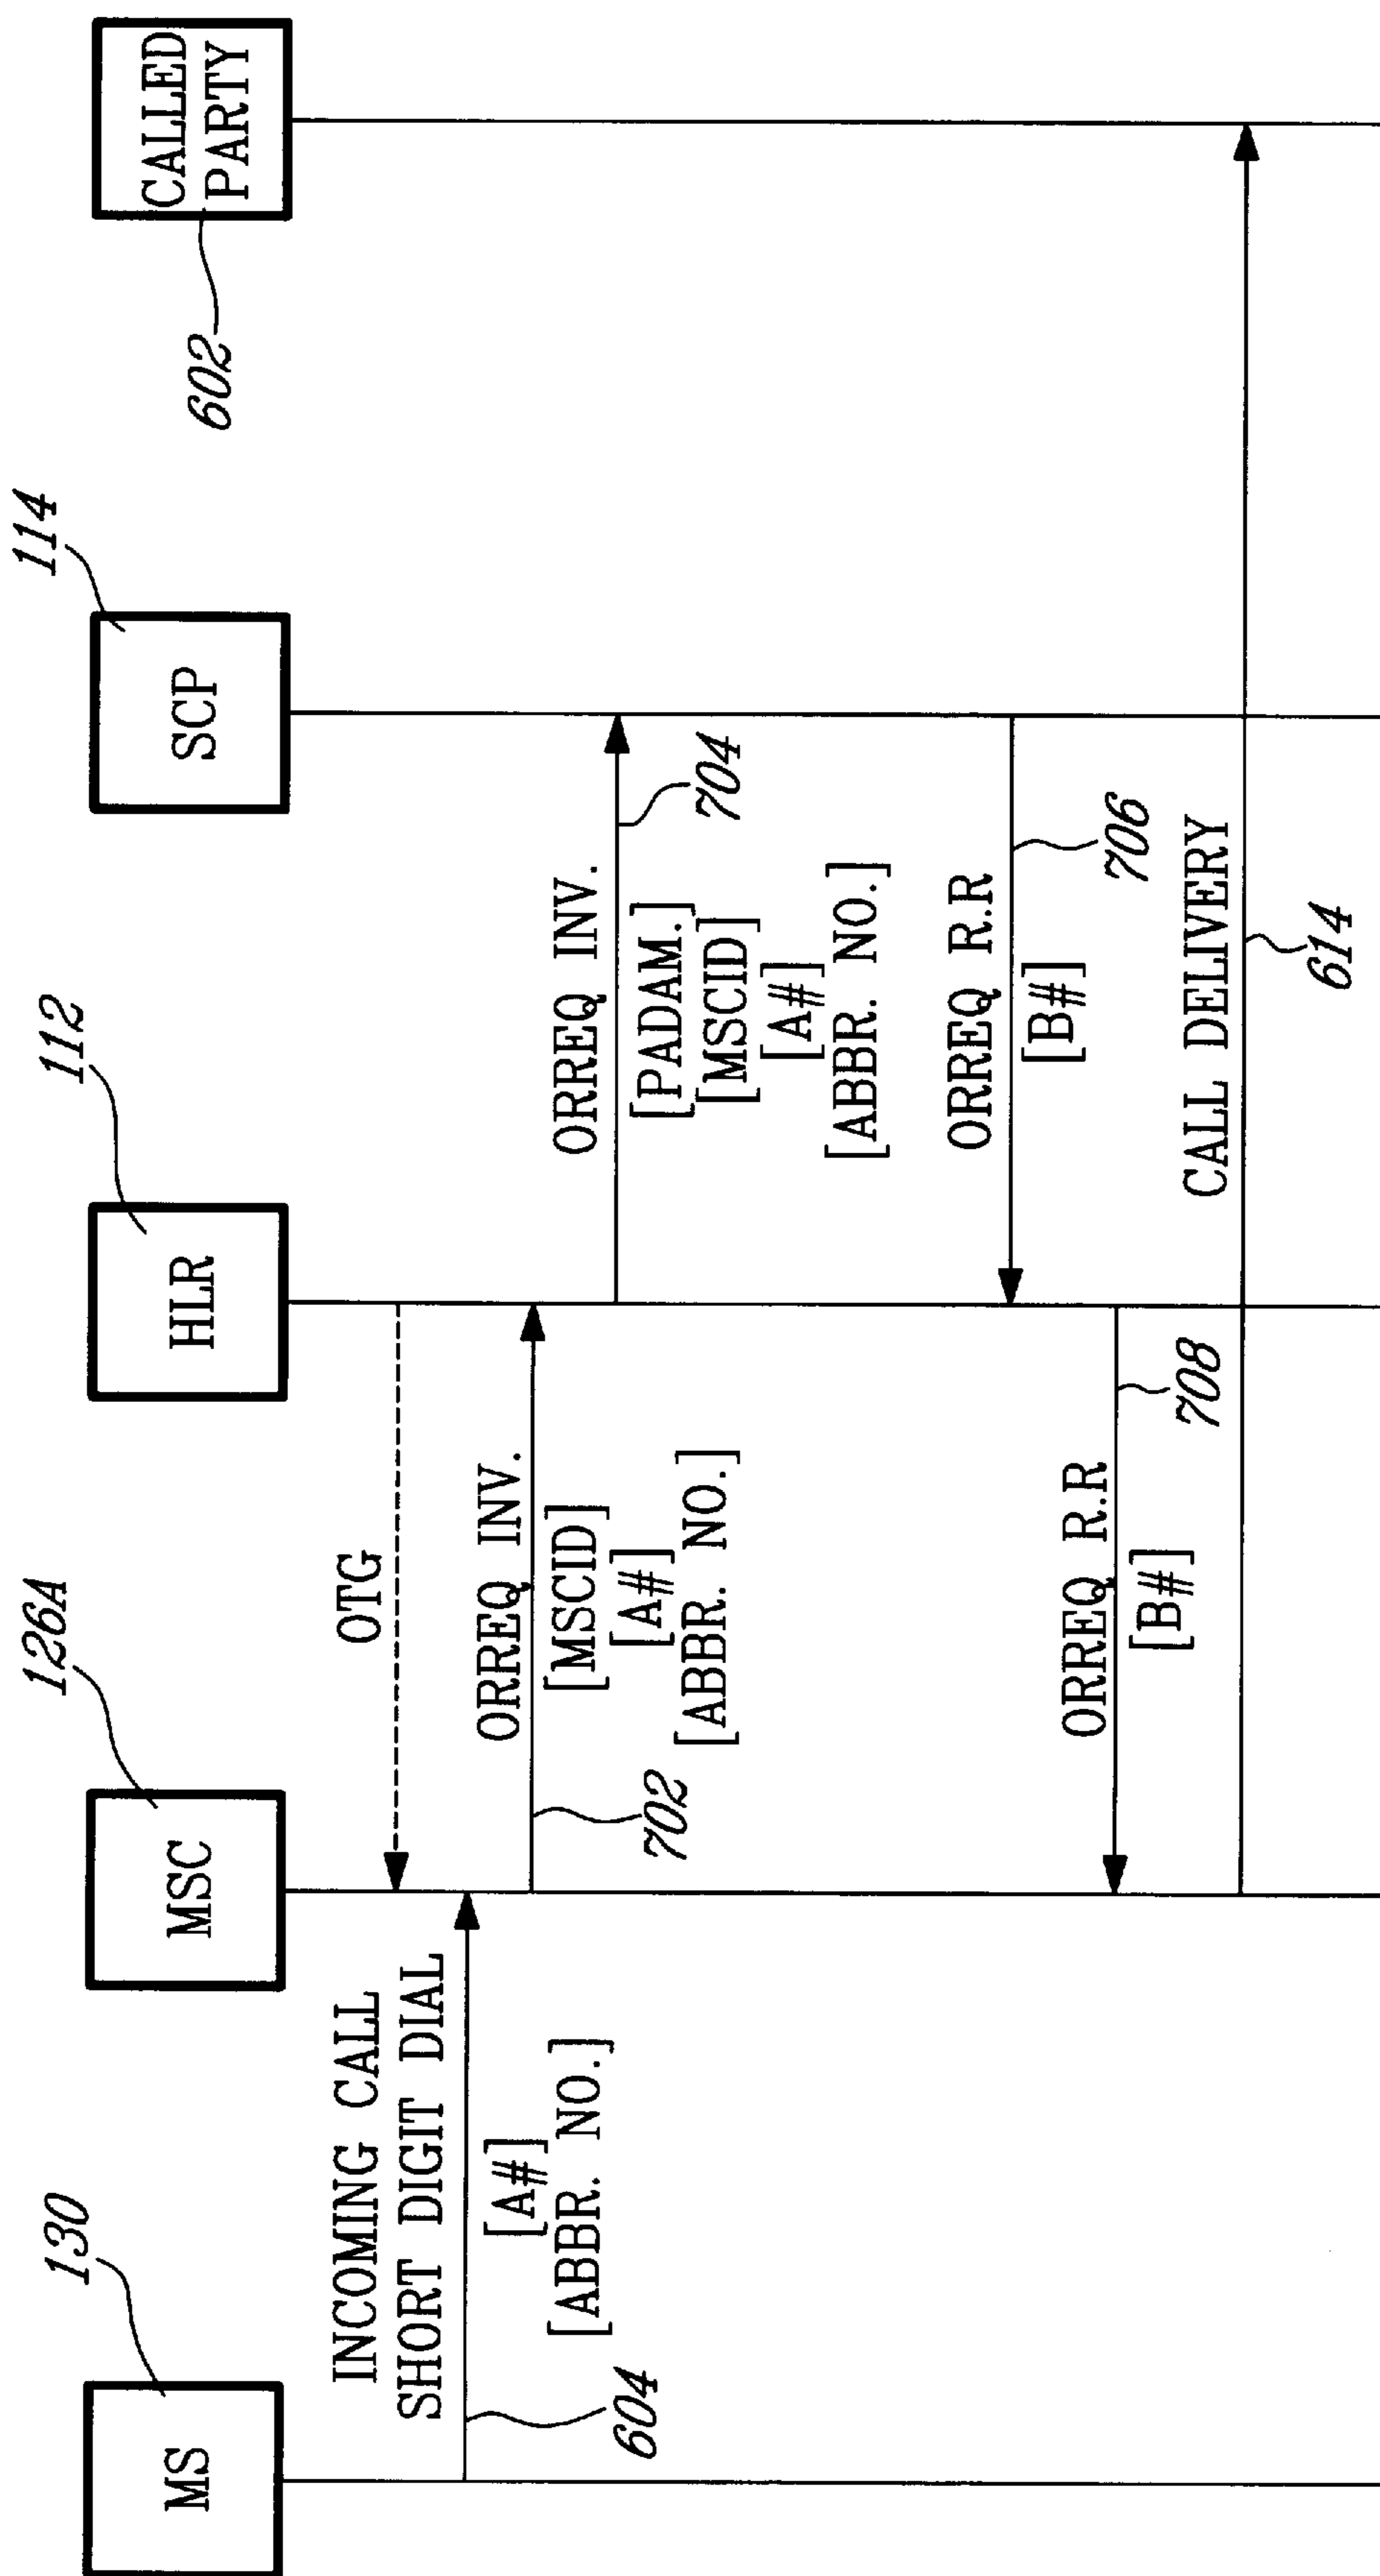 130
MS
126A
MSC
112
HLR
114
SCP
602
CALLED
PARTY
INCOMING CALL
SHORT DIGIT DIAL
604
[A#]
[ABBR. NO.]
OTG
ORREQ INV.
702
[MSCID]
[A#]
[ABBR. NO.]
ORREQ INV.
704
[PADAM.]
[MSCID]
[A#]
[ABBR. NO.]
ORREQ R.R
706
[B#]
ORREQ R.R
708
[B#]
CALL DELIVERY
614